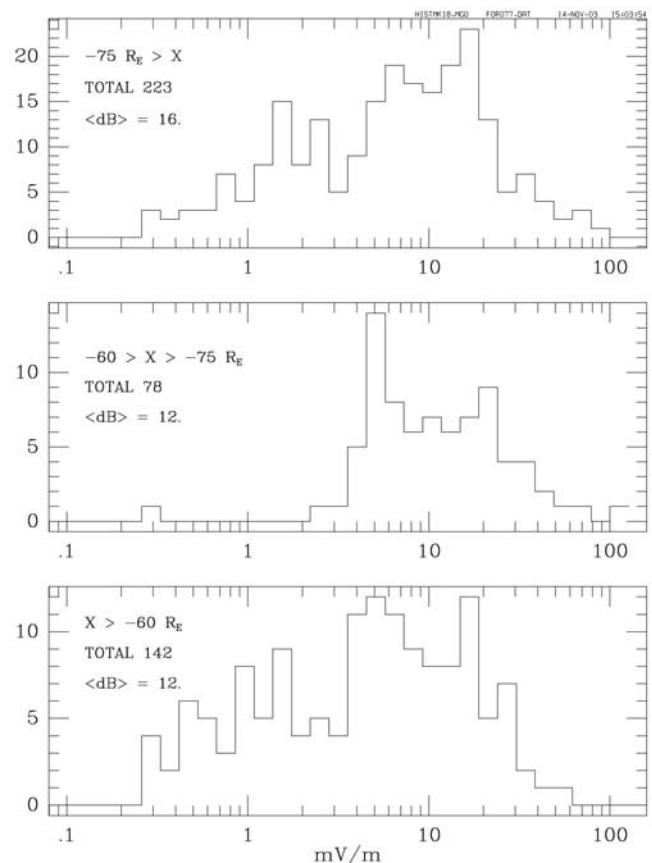 HISTMK18.MGO FOR077.DAT 14-NOV-03 15:03:54
20
15
10
5
0
−75 R_E > X
TOTAL 223
<dB> = 16.
.1 1 10 100
10
5
0
−60 > X > −75 R_E
TOTAL 78
<dB> = 12.
.1 1 10 100
10
5
0
X > −60 R_E
TOTAL 142
<dB> = 12.
.1 1 10 100
mV/m